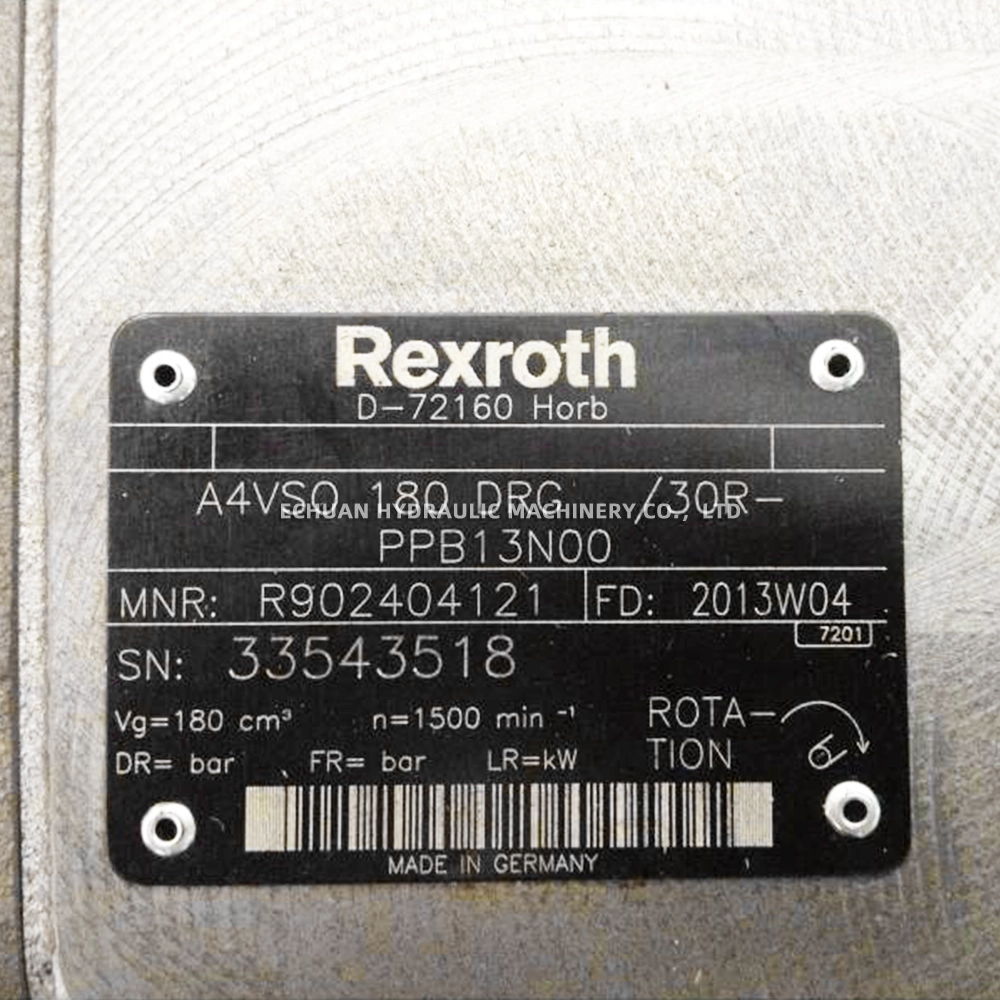 Rexroth
D-72160 Horb
A4VSO 180 DRG /30R-
ECHUAN HYDRAULIC MACHINERY CO., LTD
PPB13N00
MNR: R902404121 FD: 2013W04
7201
SN: 33543518
Vg=180 cm³ n=1500 min -¹
ROTA-
TION
DR= bar FR= bar LR=kW
MADE IN GERMANY